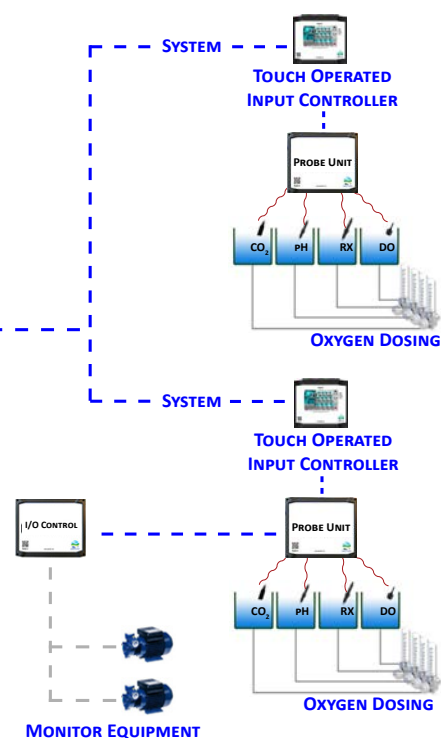 System
Touch Operated
Input Controller
Probe Unit
CO₂ pH RX DO
Oxygen Dosing
System
Touch Operated
Input Controller
I/O Control
Probe Unit
CO₂ pH RX DO
Oxygen Dosing
Monitor Equipment